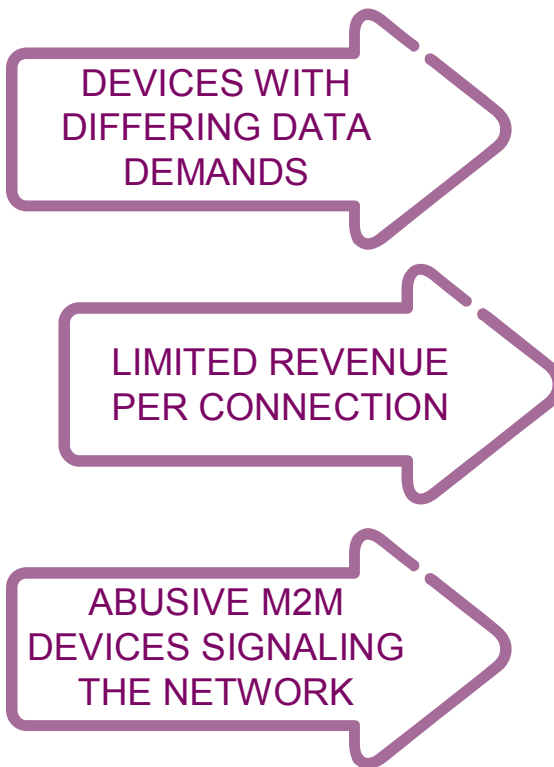 DEVICES WITH
DIFFERING DATA
DEMANDS
LIMITED REVENUE
PER CONNECTION
ABUSIVE M2M
DEVICES SIGNALING
THE NETWORK